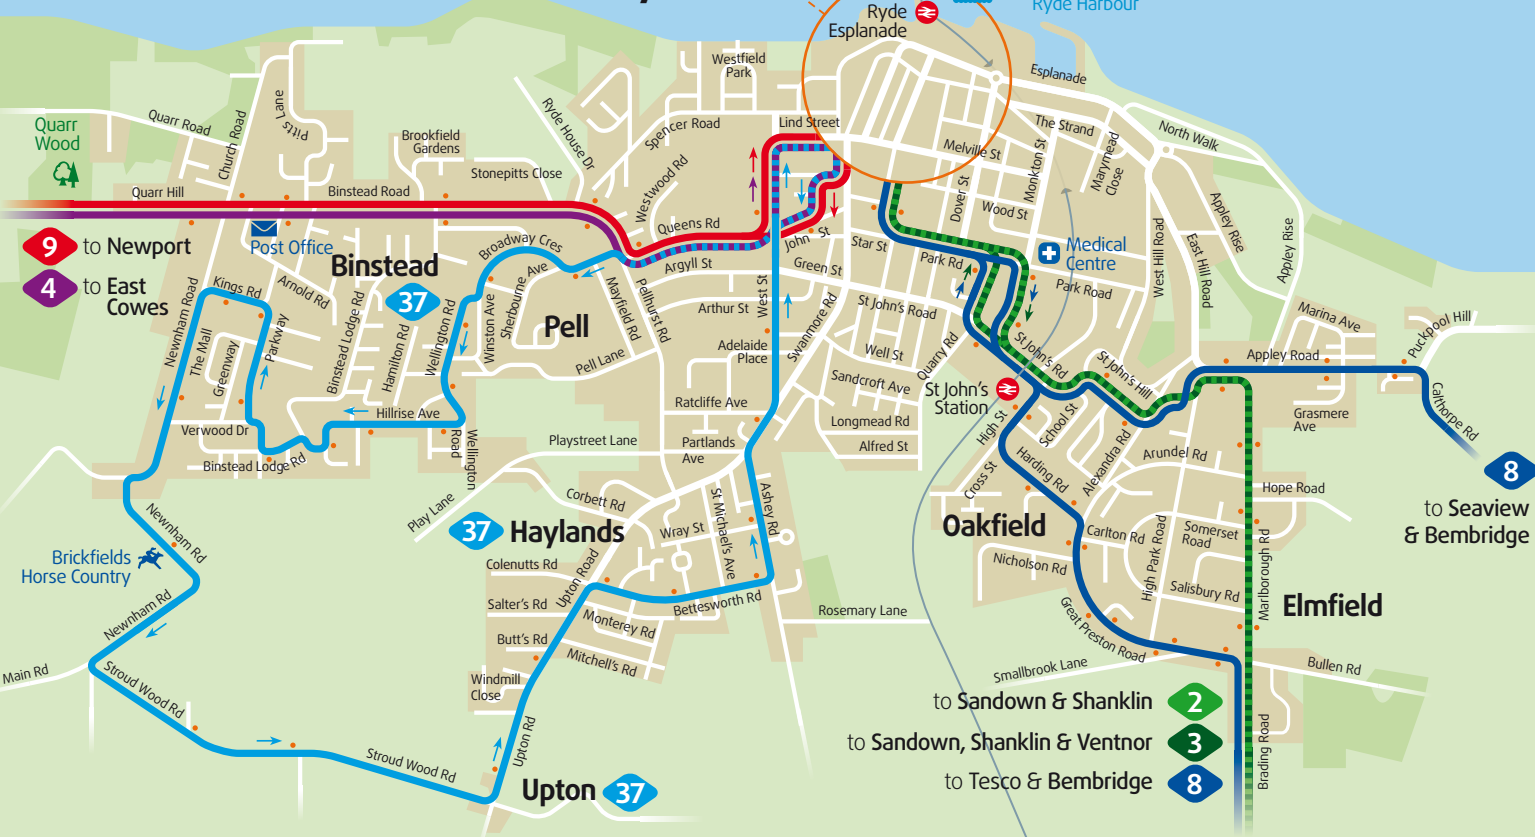 Ryde
Esplanade
Ryde Harbour
Esplanade
Westfield
Park
Lind Street
Spencer Road
Ryde House Dr
Quarr Road
Quarr
Wood
Church Road
Pitts Lane
Brookfield
Gardens
Stonepitts Close
Westwood Rd
Queens Rd
The Strand
North Walk
Melville St
Monkton St
Marymead
Close
Dover St
Wood St
Appley Rise
Appley Rise
Quarr Hill
Binstead Road
9 to Newport
4 to East
Cowes
Post Office
Binstead
37
Broadway Cres
Argyll St
John St
Star St
Park Rd
Medical
Centre
Park Road
West Hill Road
East Hill Road
Green St
Kings Rd
Arnold Rd
Newnham Road
The Mall
Greenway
Parkway
Binstead Lodge Rd
Hamilton Rd
Wellington Rd
Winston Ave
Sherbourne Ave
Pell
Mayfield Rd
Pellhurst Rd
Arthur St
West St
Swanmore Rd
St John's Road
Adelaide
Place
Pell Lane
Well St
Quarry Rd
Sandcroft Ave
St John's
Station
St John's Rd
St John's Hill
Appley Road
Marina Ave
Puckpool Hill
Calthorpe Rd
Grasmere
Ave
Ratcliffe Ave
Longmead Rd
Alfred St
High St
School St
Hillrise Ave
Verwood Dr
Binstead Lodge Rd
Wellington
Road
Playstreet Lane
Partlands
Ave
Play Lane
Cross St
Harding Rd
Alexandra Rd
Arundel Rd
Hope Road
8
to Seaview
& Bembridge
Newnham Rd
Corbett Rd
37 Haylands
Wray St
St Michael's Ave
Ashey Rd
Oakfield
Carlton Rd
Somerset
Road
High Park Road
Marlborough Rd
Nicholson Rd
Salisbury Rd
Brickfields
Horse Country
Colenutts Rd
Upton Road
Salter's Rd
Bettesworth Rd
Rosemary Lane
Great Preston Road
Elmfield
Newnham Rd
Butt's Rd
Monterey Rd
Mitchell's Rd
Windmill
Close
Main Rd
Stroud Wood Rd
Smallbrook Lane
Bullen Rd
to Sandown & Shanklin 2
to Sandown, Shanklin & Ventnor 3
to Tesco & Bembridge 8
Brading Road
Upton Rd
Stroud Wood Rd
Upton 37